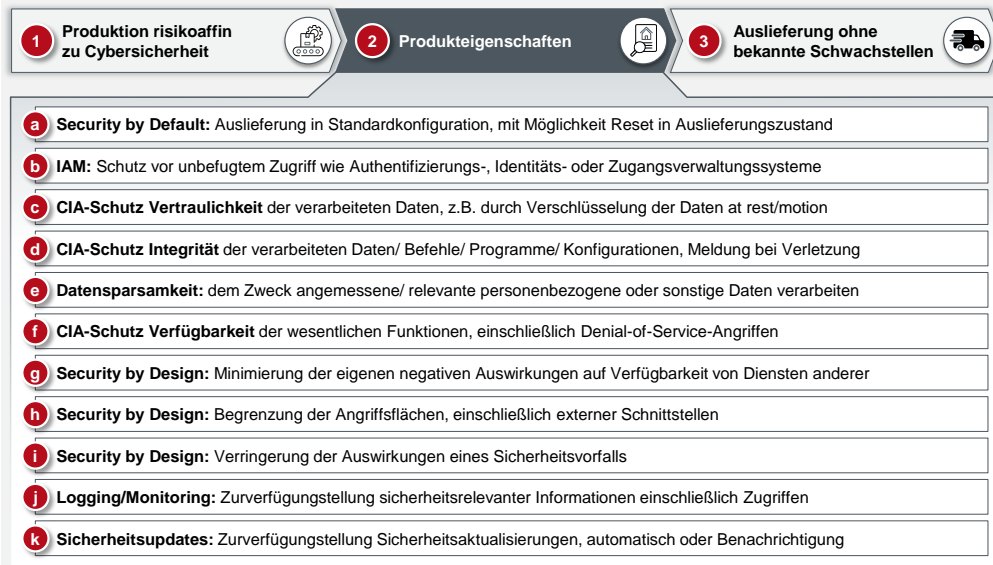 1
Produktion risikoaffin
zu Cybersicherheit
2
Produkteigenschaften
3
Auslieferung ohne
bekannte Schwachstellen
a Security by Default: Auslieferung in Standardkonfiguration, mit Möglichkeit Reset in Auslieferungszustand
b IAM: Schutz vor unbefugtem Zugriff wie Authentifizierungs-, Identitäts- oder Zugangsverwaltungssysteme
c CIA-Schutz Vertraulichkeit der verarbeiteten Daten, z.B. durch Verschlüsselung der Daten at rest/motion
d CIA-Schutz Integrität der verarbeiteten Daten/ Befehle/ Programme/ Konfigurationen, Meldung bei Verletzung
e Datensparsamkeit: dem Zweck angemessene/ relevante personenbezogene oder sonstige Daten verarbeiten
f CIA-Schutz Verfügbarkeit der wesentlichen Funktionen, einschließlich Denial-of-Service-Angriffen
g Security by Design: Minimierung der eigenen negativen Auswirkungen auf Verfügbarkeit von Diensten anderer
h Security by Design: Begrenzung der Angriffsflächen, einschließlich externer Schnittstellen
i Security by Design: Verringerung der Auswirkungen eines Sicherheitsvorfalls
j Logging/Monitoring: Zurverfügungstellung sicherheitsrelevanter Informationen einschließlich Zugriffen
k Sicherheitsupdates: Zurverfügungstellung Sicherheitsaktualisierungen, automatisch oder Benachrichtigung